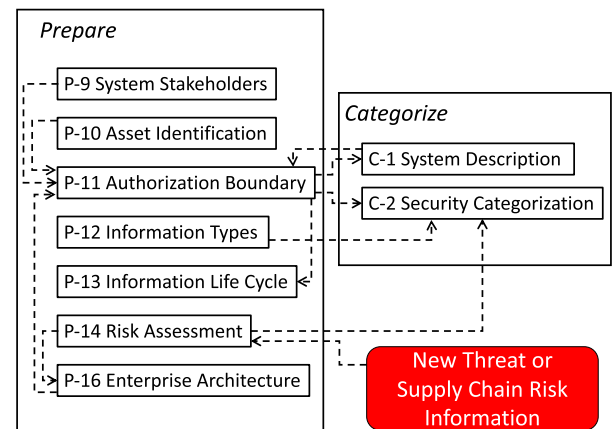 Prepare
P-9 System Stakeholders
P-10 Asset Identification
P-11 Authorization Boundary
P-12 Information Types
P-13 Information Life Cycle
P-14 Risk Assessment
P-16 Enterprise Architecture
Categorize
C-1 System Description
C-2 Security Categorization
New Threat or
Supply Chain Risk
Information